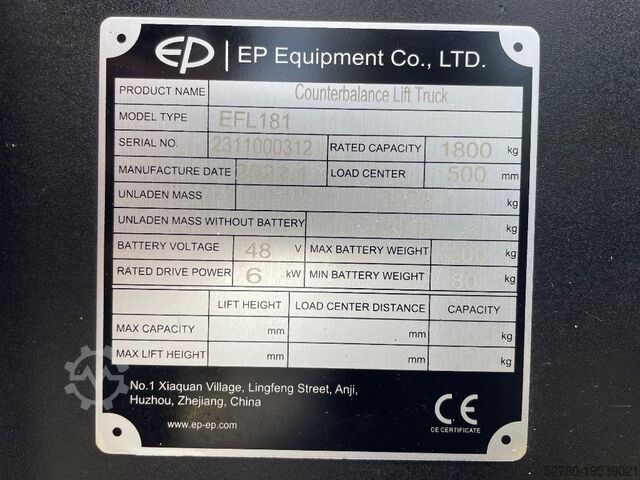 EP | EP Equipment Co., LTD.
PRODUCT NAME Counterbalance Lift Truck
MODEL TYPE EFL181
SERIAL NO. 2311000312 RATED CAPACITY 1800 kg
MANUFACTURE DATE 2022.1 LOAD CENTER 500 mm
UNLADEN MASS kg
UNLADEN MASS WITHOUT BATTERY kg
BATTERY VOLTAGE 48 V MAX BATTERY WEIGHT kg
RATED DRIVE POWER 6 kW MIN BATTERY WEIGHT 80 kg
LIFT HEIGHT LOAD CENTER DISTANCE CAPACITY
MAX CAPACITY mm mm kg
MAX LIFT HEIGHT mm mm kg
No.1 Xiaquan Village, Lingfeng Street, Anji,
Huzhou, Zhejiang, China
www.ep-ep.com
CE
CE CERTIFICATE
52780-19539021